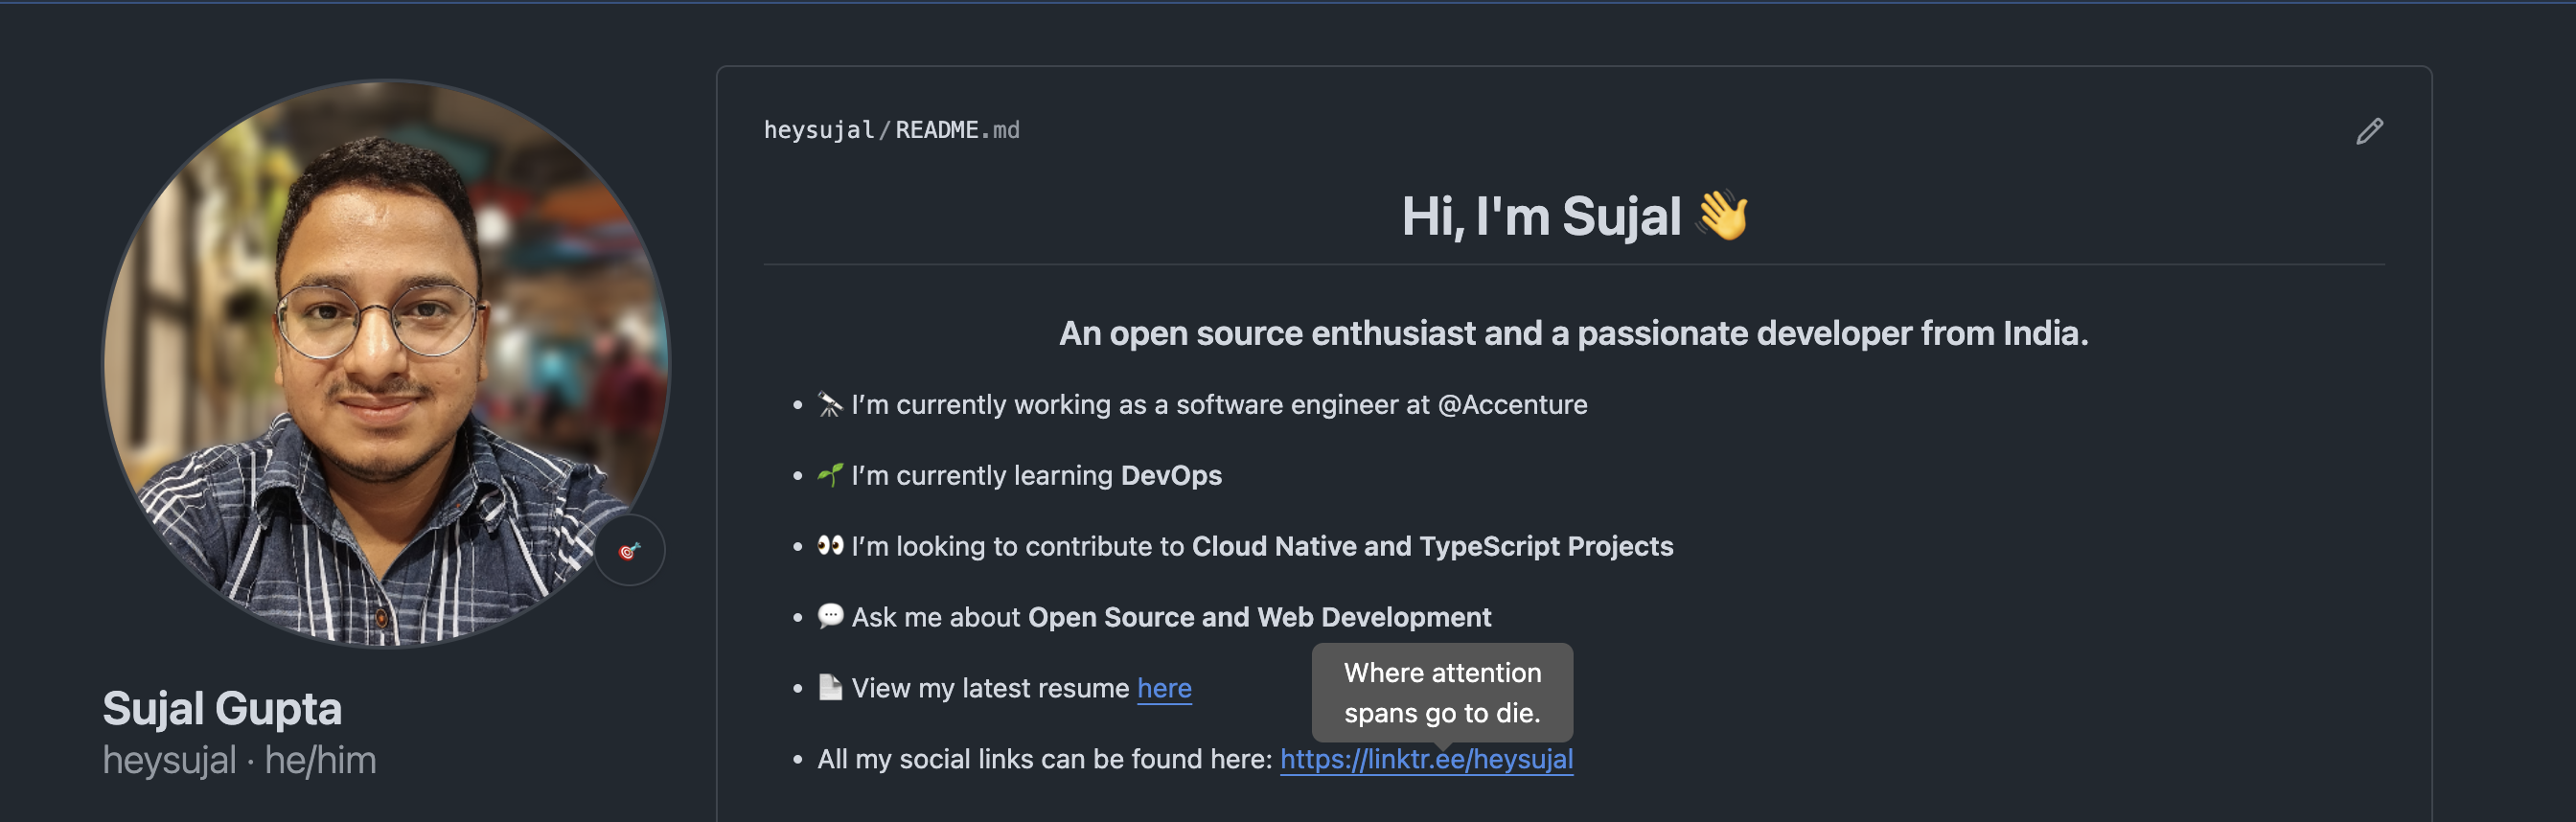 heysujal/README.md
Hi, I'm Sujal 👋
An open source enthusiast and a passionate developer from India.
• 🔭 I’m currently working as a software engineer at @Accenture
• 🌱 I’m currently learning DevOps
• 👀 I’m looking to contribute to Cloud Native and TypeScript Projects
• 💬 Ask me about Open Source and Web Development
• 📄 View my latest resume here
Where attention
spans go to die.
• All my social links can be found here: https://linktr.ee/heysujal
Sujal Gupta
heysujal · he/him